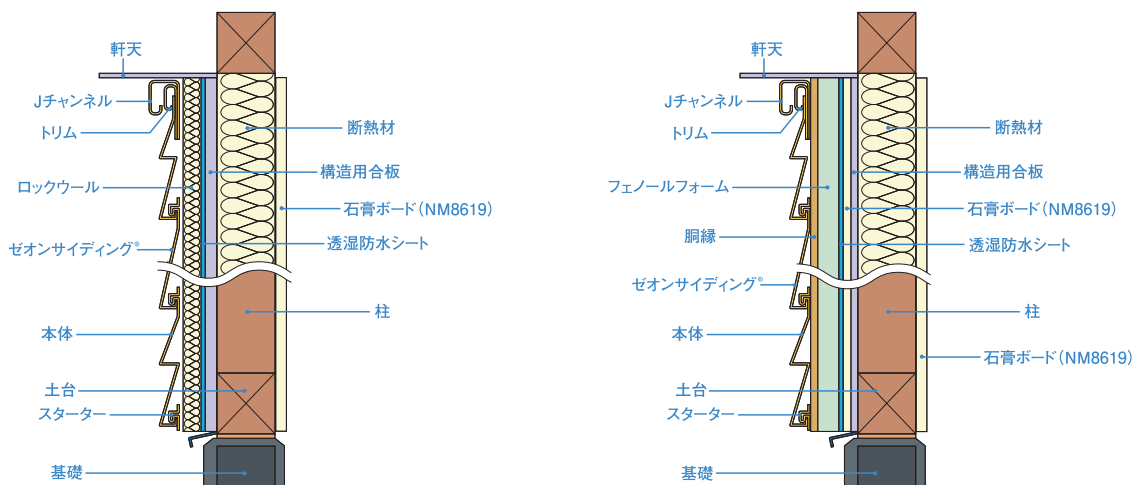 軒天
Jチャンネル
トリム
ロックウール
ゼオンサイディング®
本体
土台
スターター
基礎
断熱材
構造用合板
石膏ボード(NM8619)
透湿防水シート
柱
軒天
Jチャンネル
トリム
フェノールフォーム
胴縁
ゼオンサイディング®
本体
土台
スターター
基礎
断熱材
構造用合板
石膏ボード(NM8619)
透湿防水シート
柱
石膏ボード(NM8619)